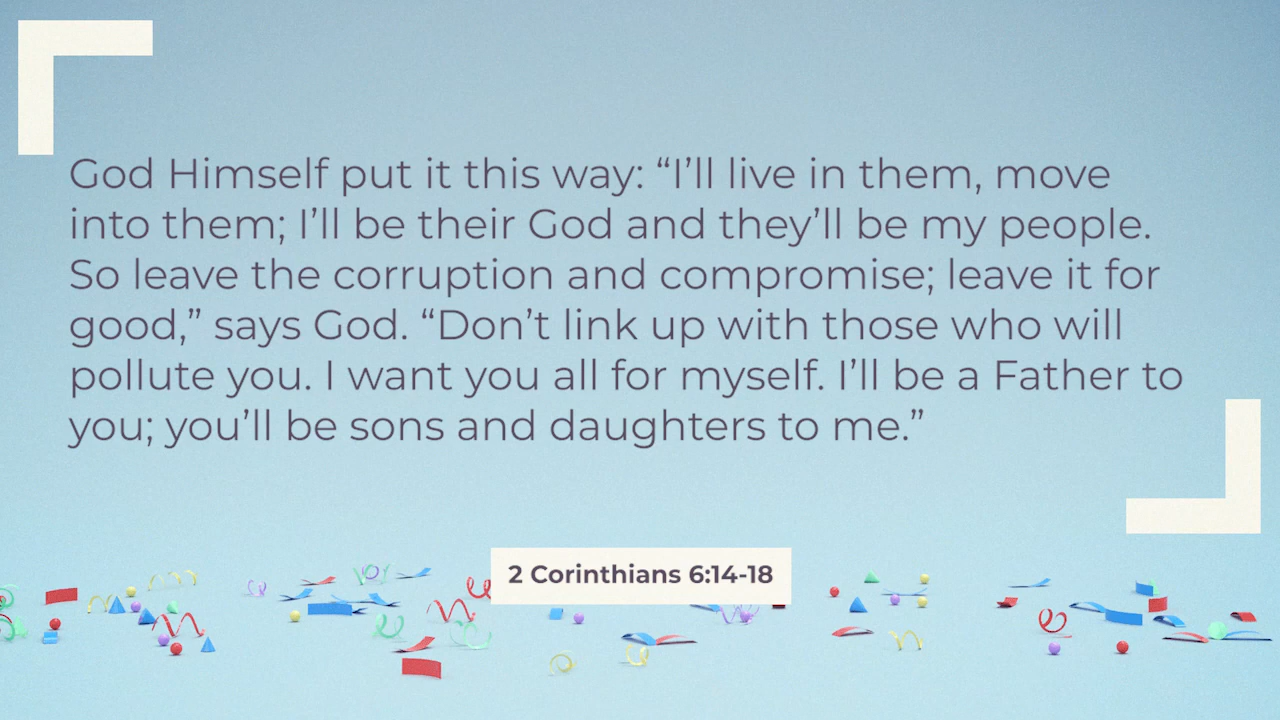 God Himself put it this way: “I’ll live in them, move
into them; I’ll be their God and they’ll be my people.
So leave the corruption and compromise; leave it for
good,” says God. “Don’t link up with those who will
pollute you. I want you all for myself. I’ll be a Father to
you; you’ll be sons and daughters to me.”
2 Corinthians 6:14-18